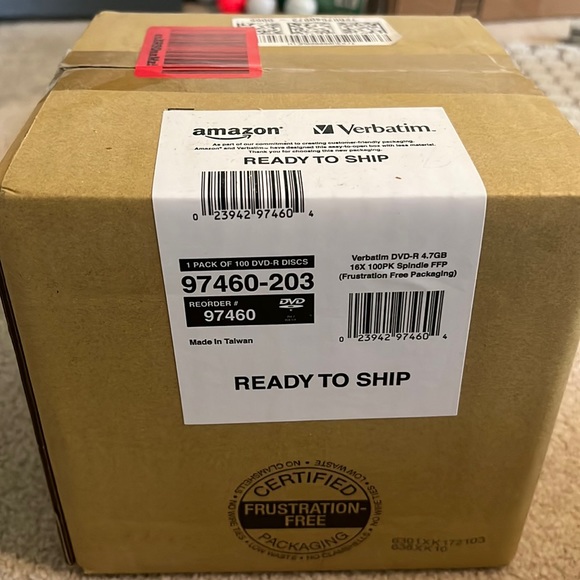 amazon Verbatim.
As part of our commitment to creating customer-friendly packaging,
Amazon and Verbatim have designed this easy-to-open box with less material.
Thank you for choosing this new packaging.
READY TO SHIP
0 23942 97460 4
1 PACK OF 100 DVD-R DISCS
97460-203
REORDER #
97460
DVD
Made in Taiwan
Verbatim DVD-R 4.7GB
16X 100PK Spindle FFP
(Frustration Free Packaging)
0 23942 97460 4
READY TO SHIP
NO CLAMSHELLS • LOW WASTE
CERTIFIED
FRUSTRATION-
FREE
PACKAGING
LOW WASTE • NO CLAMSHELLS
6301XK172103